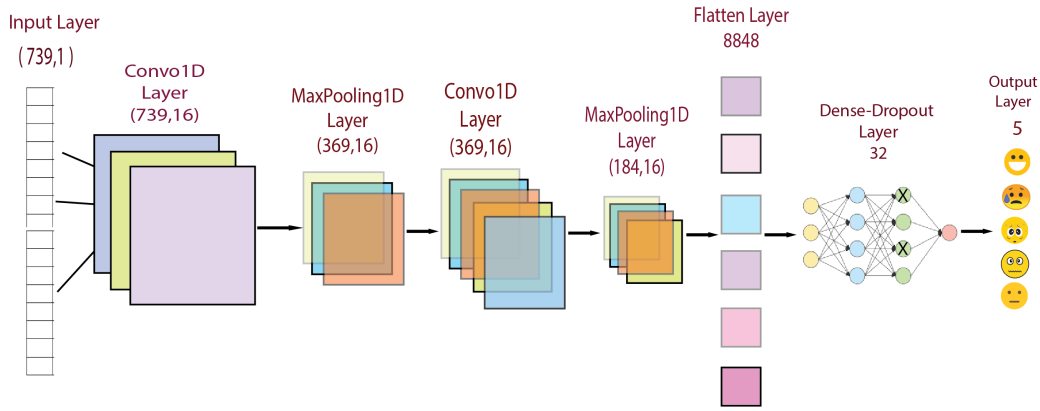 Input Layer
(739,1)
Convo1D
Layer
(739,16)
MaxPooling1D
Layer
(369,16)
Convo1D
Layer
(369,16)
MaxPooling1D
Layer
(184,16)
Flatten Layer
8848
Dense-Dropout
Layer
32
X
X
Output
Layer
5